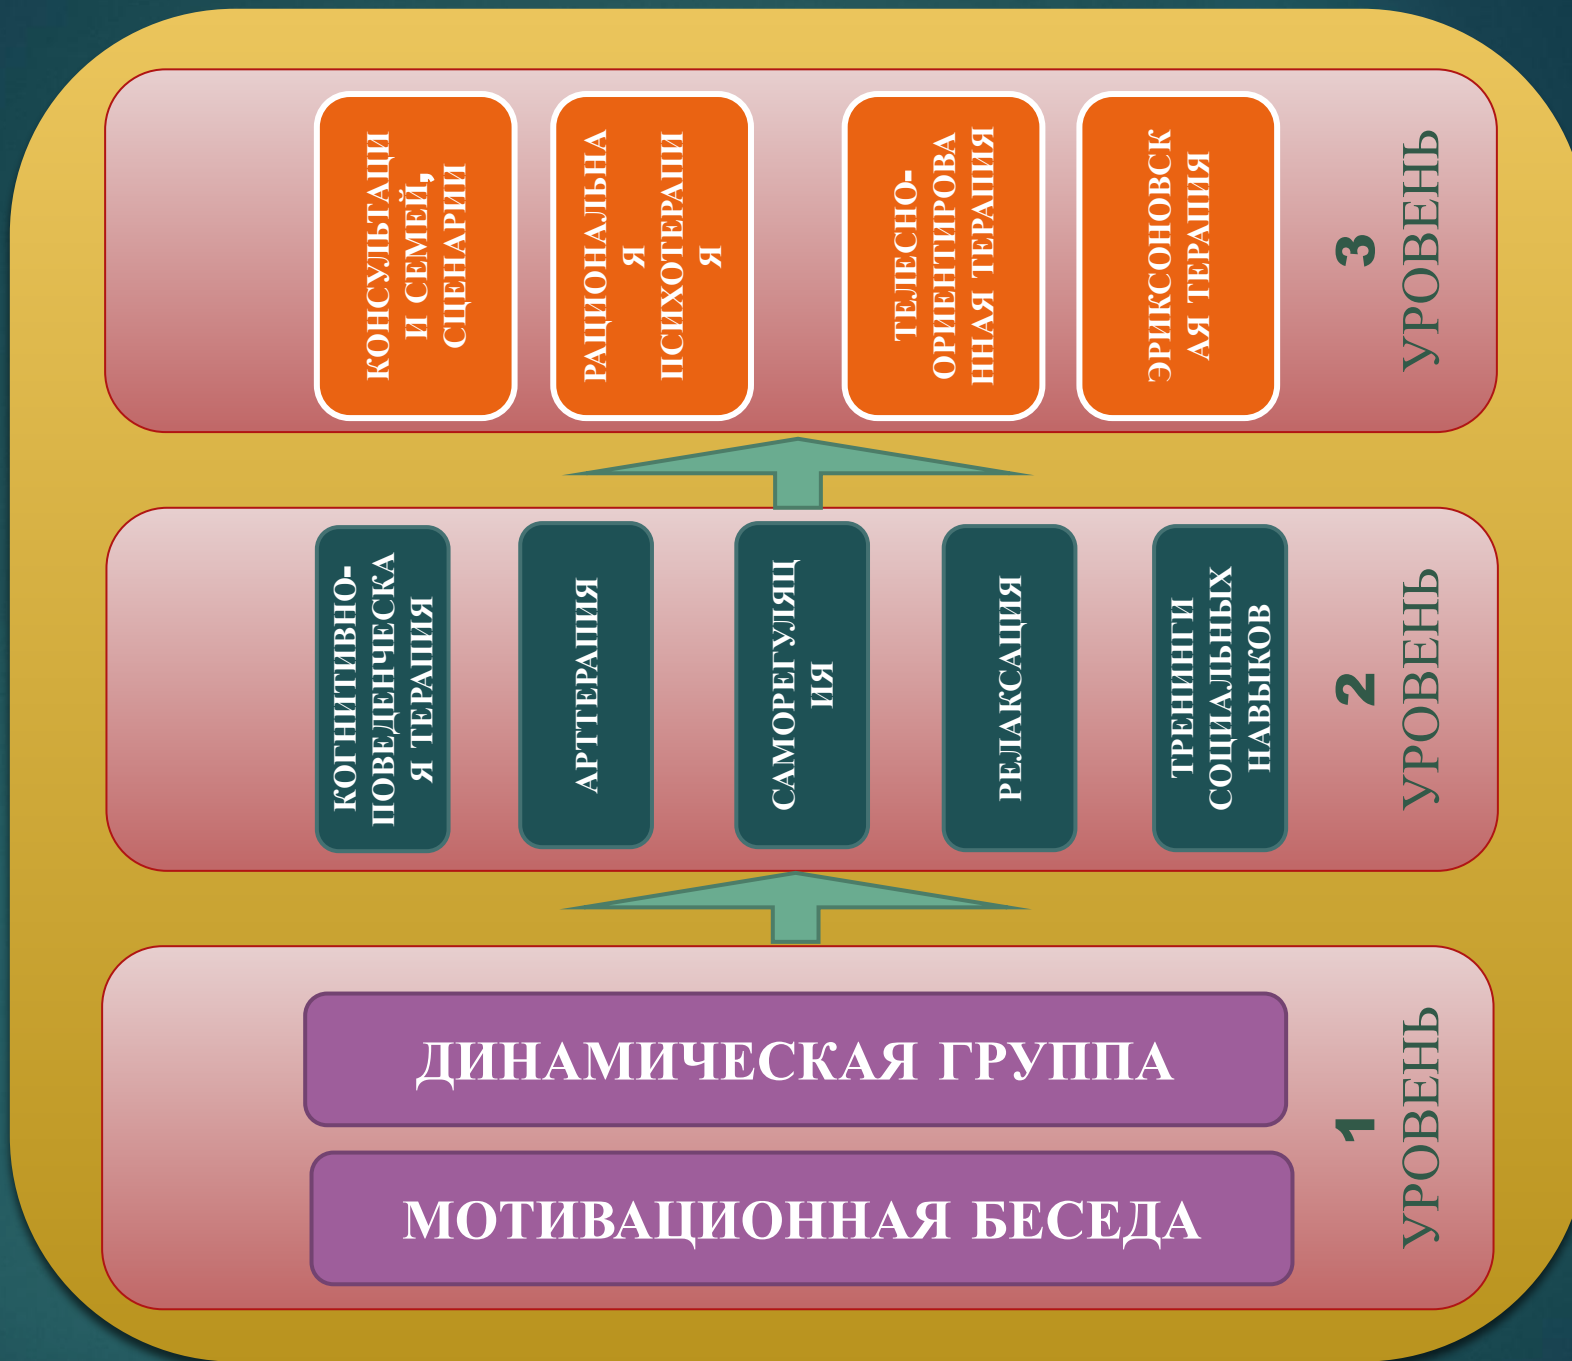 КОНСУЛЬТАЦИ
И СЕМЕЙ,
СЦЕНАРИИ
РАЦИОНАЛЬНА
Я
ПСИХОТЕРАПИ
Я
ТЕЛЕСНО-
ОРИЕНТИРОВА
ННАЯ ТЕРАПИЯ
ЭРИКСОНОВСК
АЯ ТЕРАПИЯ
3
УРОВЕНЬ
КОГНИТИВНО-
ПОВЕДЕНЧЕСКА
Я ТЕРАПИЯ
АРТТЕРАПИЯ
САМОРЕГУЛЯЦ
ИЯ
РЕЛАКСАЦИЯ
ТРЕНИНГИ
СОЦИАЛЬНЫХ
НАВЫКОВ
2
УРОВЕНЬ
ДИНАМИЧЕСКАЯ ГРУППА
МОТИВАЦИОННАЯ БЕСЕДА
1
УРОВЕНЬ